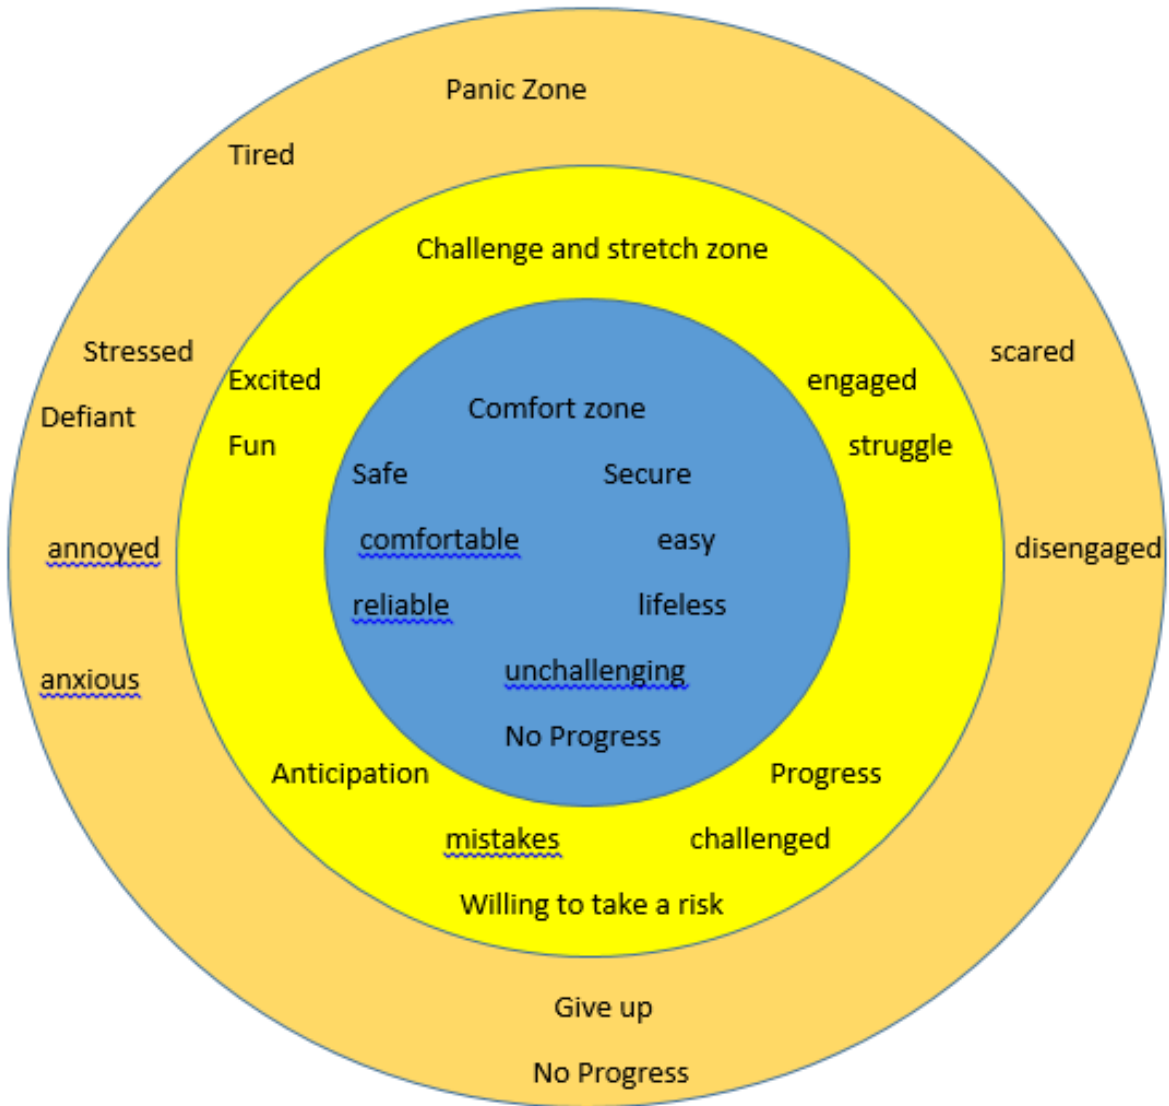 Panic Zone
Tired
Challenge and stretch zone
Stressed
scared
Excited
engaged
Comfort zone
Defiant
Fun
struggle
Safe
Secure
comfortable
easy
annoyed
disengaged
reliable
lifeless
unchallenging
anxious
No Progress
Anticipation
Progress
mistakes
challenged
Willing to take a risk
Give up
No Progress